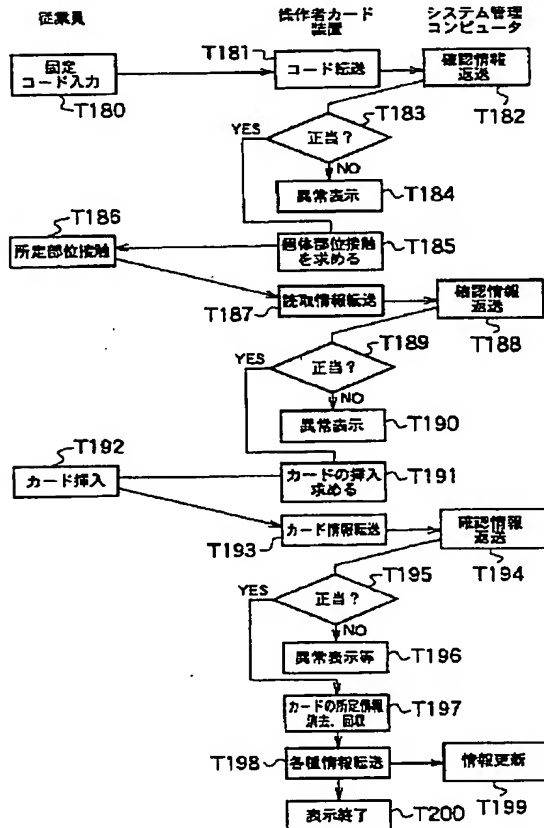 従業員
操作者カード
装置
システム管理
コンピュータ
固定
コード入力
T180
T181
コード転送
確認情報
返送
T182
T183
YES
正当?
NO
異常表示
T184
T186
所定部位接触
個体部位接触
を求める
T185
T187
読取情報転送
確認情報
返送
T188
T189
YES
正当?
NO
異常表示
T190
T192
カード挿入
カードの挿入
求める
T191
T193
カード情報転送
確認情報
返送
T194
T195
YES
正当?
NO
異常表示等
T196
カードの所定情報
消去、回収
T197
T198
各種情報転送
情報更新
T199
表示終了
T200